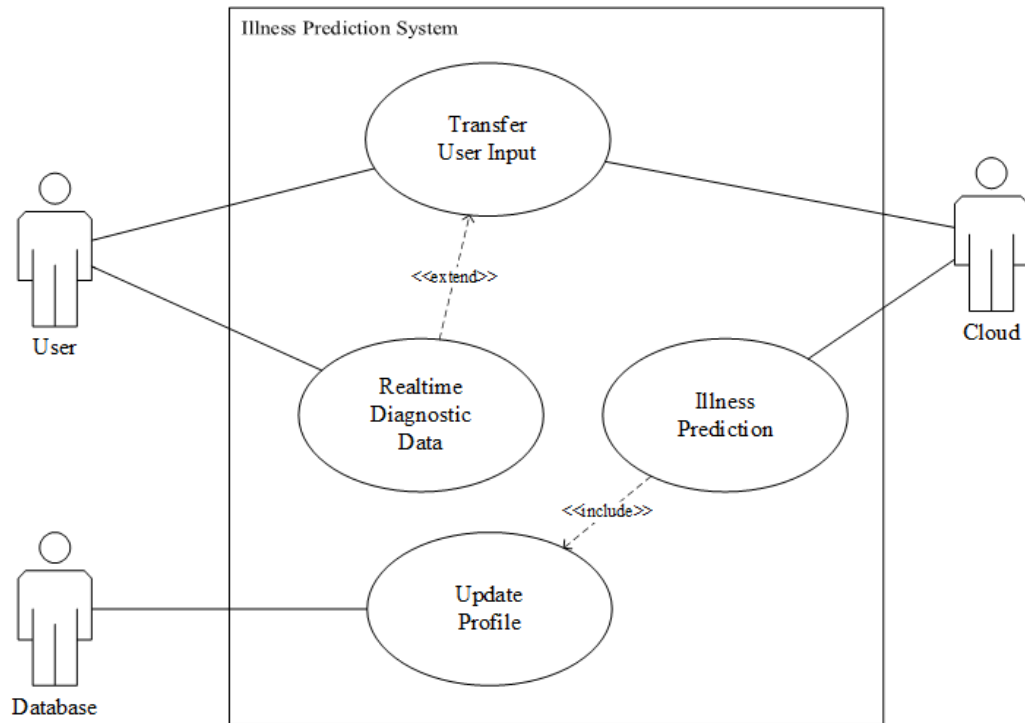 Illness Prediction System
Transfer
User Input
<<extend>>
User
Cloud
Realtime
Diagnostic
Data
Illness
Prediction
<<include>>
Update
Profile
Database